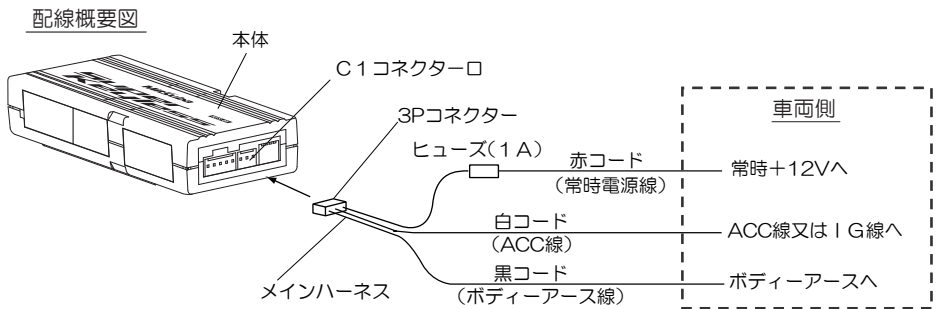 配線概要図
本体
C1コネクター口
3Pコネクター
ヒューズ(1A)
赤コード
(常時電源線)
白コード
(ACC線)
黒コード
(ボディーアース線)
メインハーネス
車両側
常時+12Vへ
ACC線又はIG線へ
ボディーアースへ